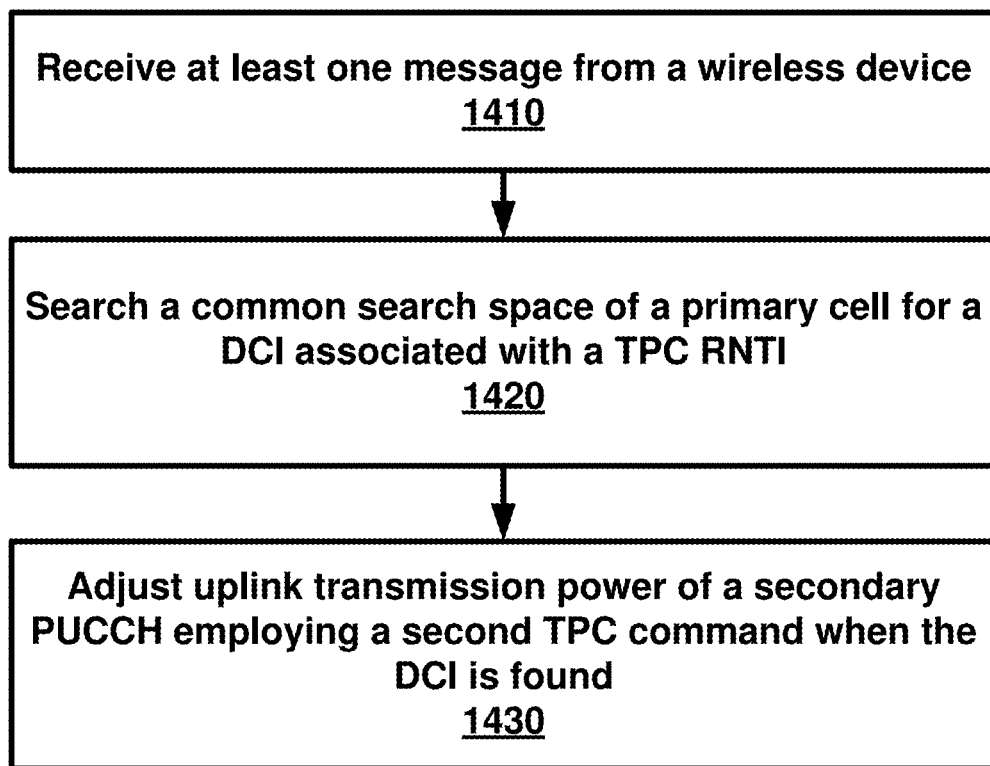 Receive at least one message from a wireless device
1410
Search a common search space of a primary cell for a
DCI associated with a TPC RNTI
1420
Adjust uplink transmission power of a secondary
PUCCH employing a second TPC command when the
DCI is found
1430